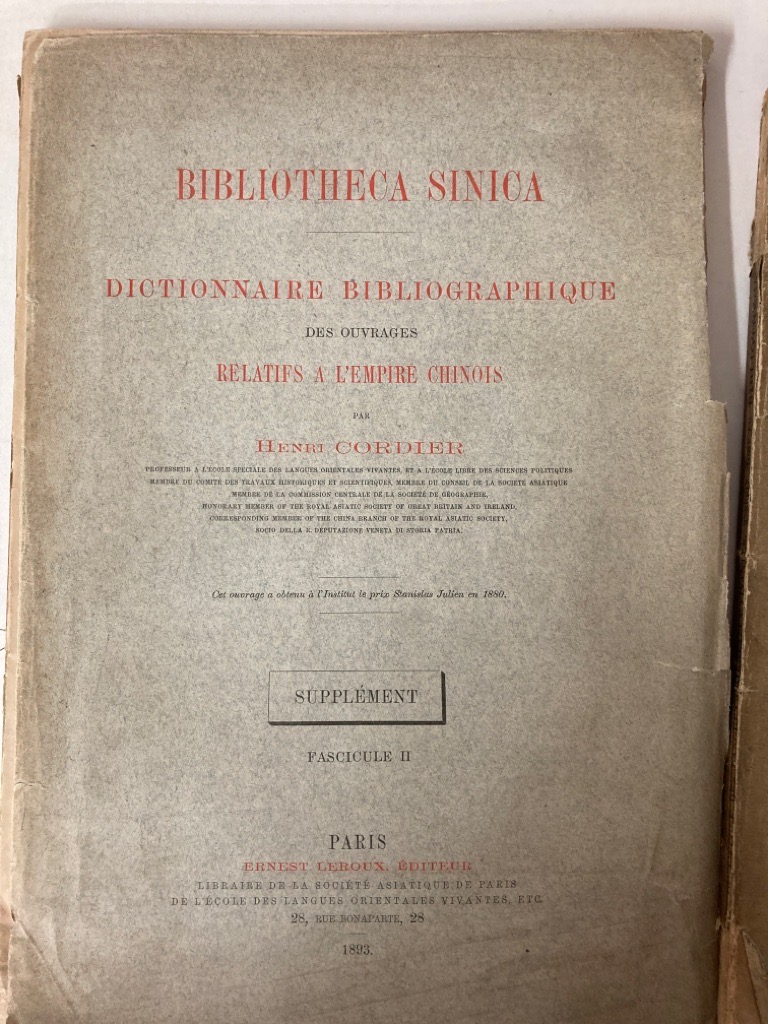 BIBLIOTHECA SINICA
DICTIONNAIRE BIBLIOGRAPHIQUE
DES OUVRAGES
RELATIFS A L'EMPIRE CHINOIS
PAR
HENRI CORDIER
PROFESSEUR A L'ÉCOLE SPÉCIALE DES LANGUES ORIENTALES VIVANTES, ET A L'ÉCOLE LIBRE DES SCIENCES POLITIQUES
MEMBRE DU COMITÉ DES TRAVAUX HISTORIQUES ET SCIENTIFIQUES, MEMBRE DU CONSEIL DE LA SOCIÉTÉ ASIATIQUE
MEMBRE DE LA COMMISSION CENTRALE DE LA SOCIÉTÉ DE GÉOGRAPHIE,
HONORARY MEMBER OF THE ROYAL ASIATIC SOCIETY OF GREAT BRITAIN AND IRELAND,
CORRESPONDING MEMBER OF THE CHINA BRANCH OF THE ROYAL ASIATIC SOCIETY,
SOCIO DELLA R. DEPUTAZIONE VENETA DI STORIA PATRIA.
Cet ouvrage a obtenu à l'Institut le prix Stanislas Julien en 1880.
SUPPLÉMENT
FASCICULE II
PARIS
ERNEST LEROUX, ÉDITEUR
LIBRAIRE DE LA SOCIÉTÉ ASIATIQUE DE PARIS
DE L'ÉCOLE DES LANGUES ORIENTALES VIVANTES, ETC.
28, RUE BONAPARTE, 28
1893.